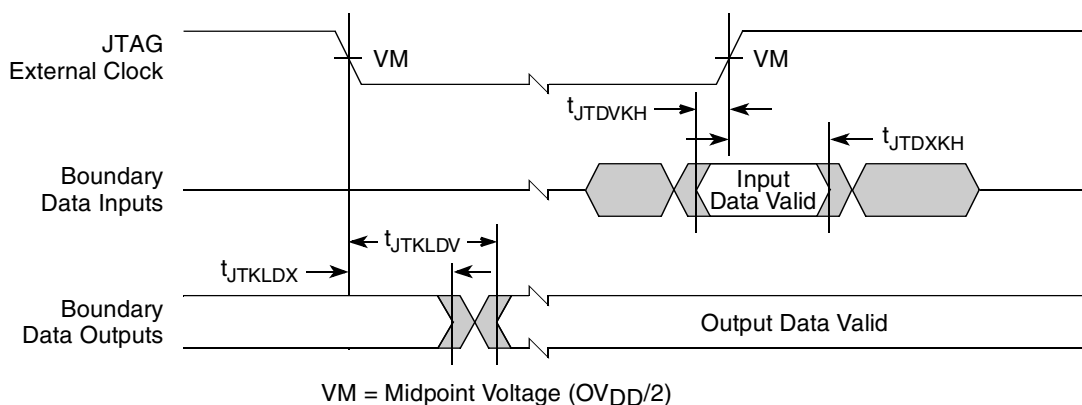 JTAG
External Clock
VM
VM
tJTDVKH
tJTDXKH
Boundary
Data Inputs
Input
Data Valid
tJTKLDV
tJTKLDX
Boundary
Data Outputs
Output Data Valid
VM = Midpoint Voltage (OVDD/2)